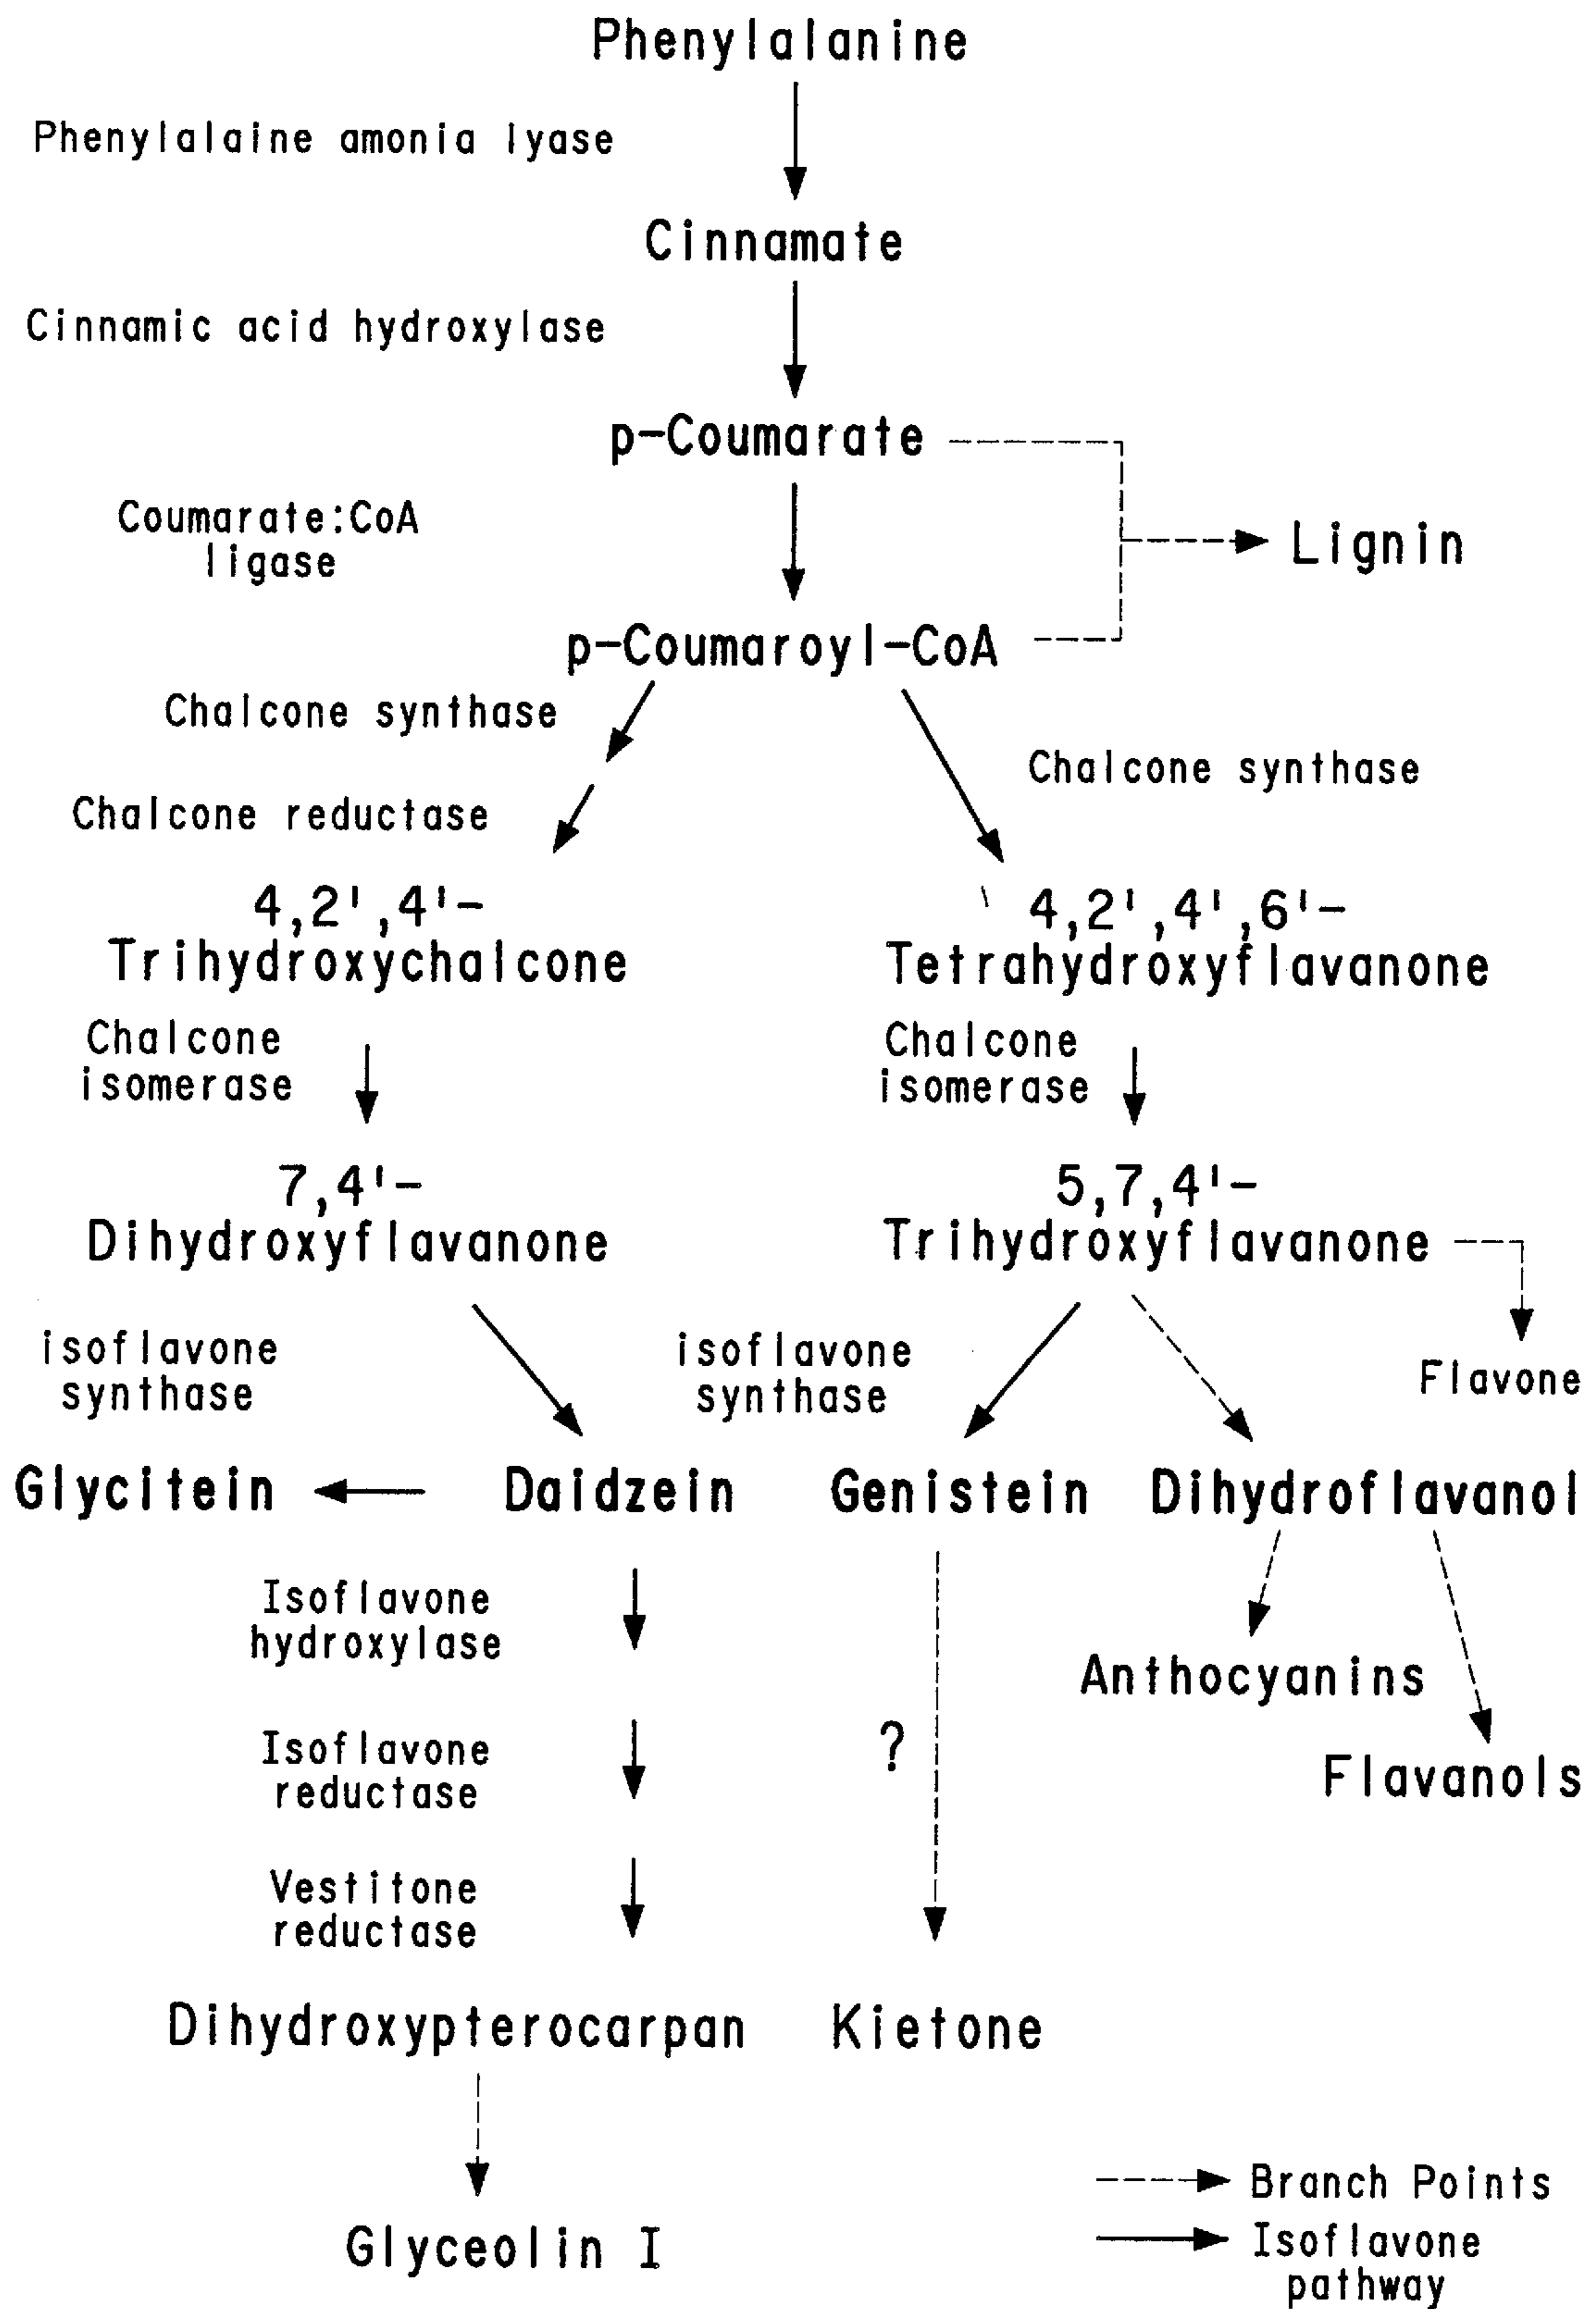 Phenylalanine
Phenylalaine amonia lyase
Cinnamate
Cinnamic acid hydroxylase
p-Coumarate
Coumarate:CoA
ligase
Lignin
p-Coumaroyl-CoA
Chalcone synthase
Chalcone synthase
Chalcone reductase
4,2',4'-
Trihydroxychalcone
4,2',4',6'-
Tetrahydroxyflavanone
Chalcone
isomerase
Chalcone
isomerase
7,4'-
Dihydroxyflavanone
5,7,4'-
Trihydroxyflavanone
isoflavone
synthase
isoflavone
synthase
Flavone
Glycitein
Daidzein
Genistein
Dihydroflavanol
Isoflavone
hydroxylase
Anthocyanins
Isoflavone
reductase
?
Flavanols
Vestitone
reductase
Dihydroxypterocarpan
Kietone
Glyceolin I
Branch Points
Isoflavone
pathway